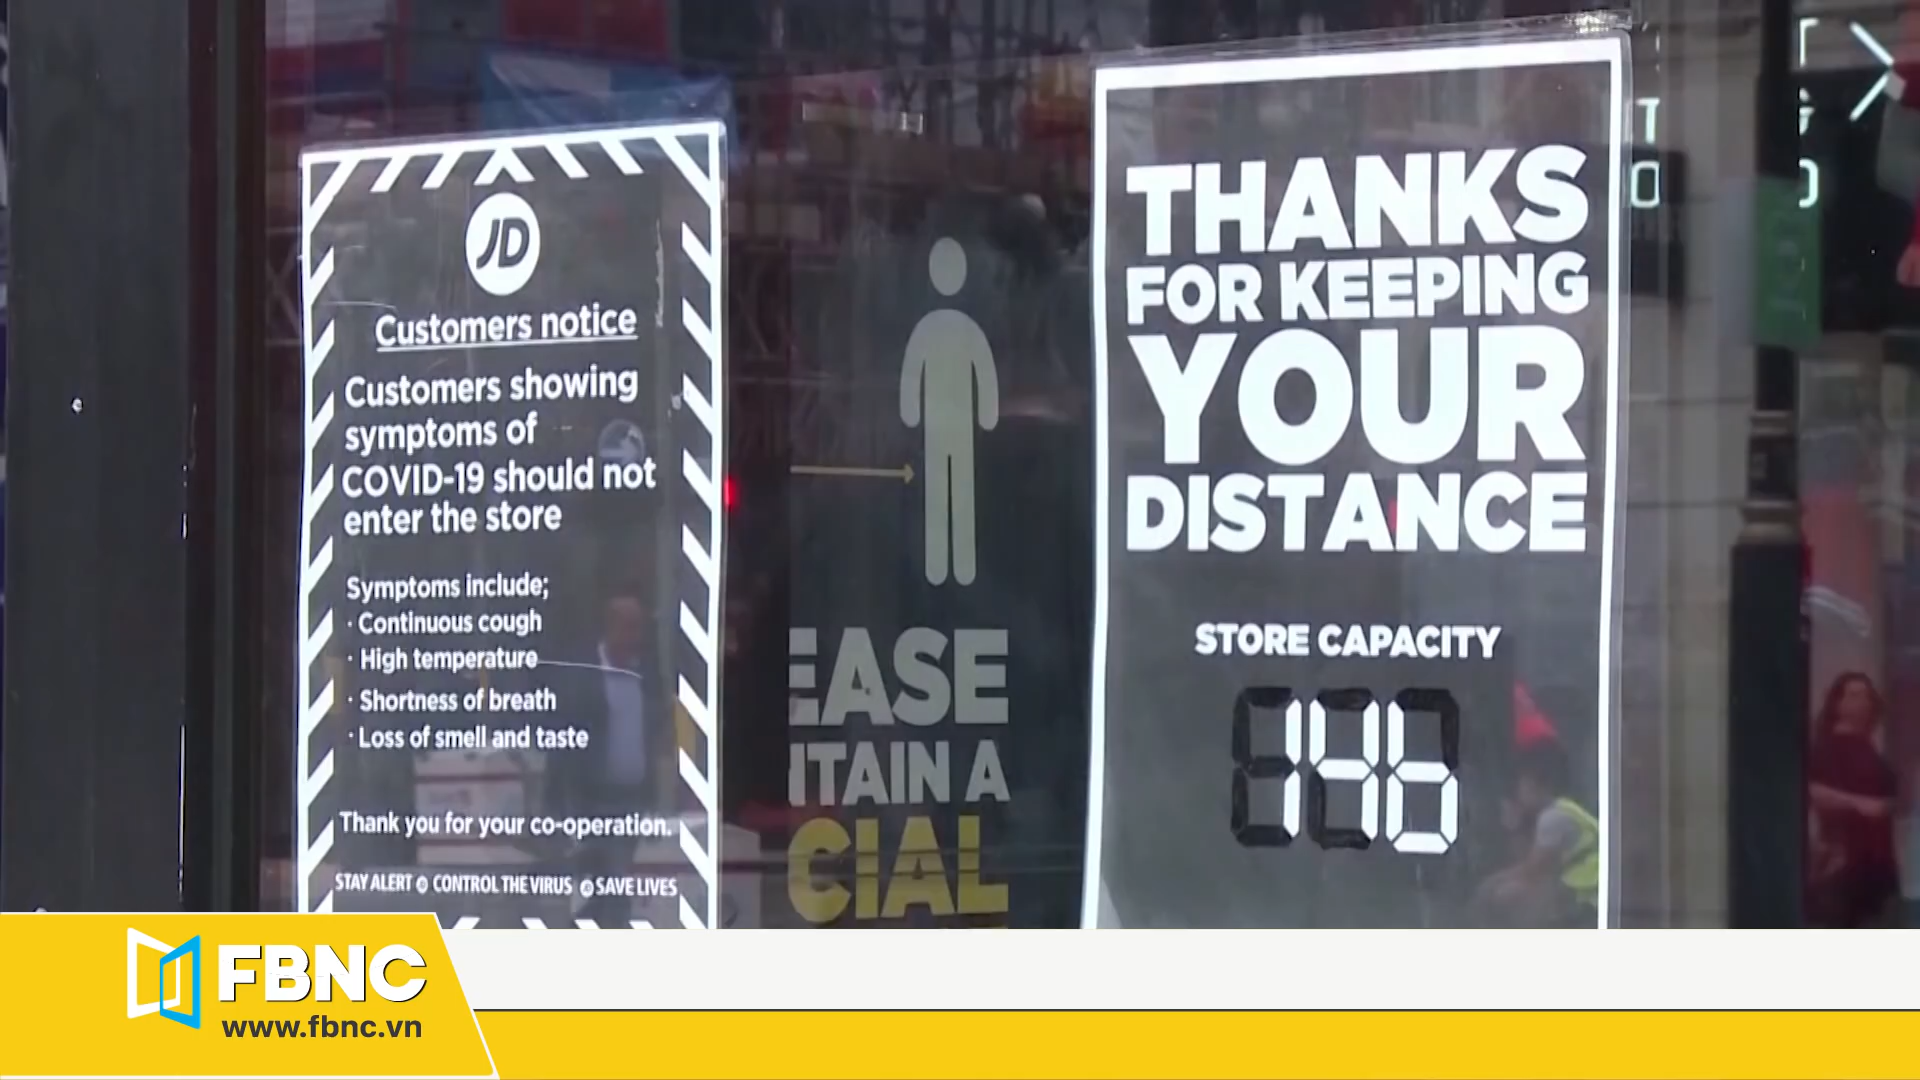 JD
Customers notice
Customers showing
symptoms of
COVID-19 should not
enter the store
Symptoms include;
· Continuous cough
· High temperature
· Shortness of breath
· Loss of smell and taste
Thank you for your co-operation.
STAY ALERT CONTROL THE VIRUS SAVE LIVES
EASE
NTAIN A
CIAL
THANKS
FOR KEEPING
YOUR
DISTANCE
STORE CAPACITY
146
FBNC
www.fbnc.vn